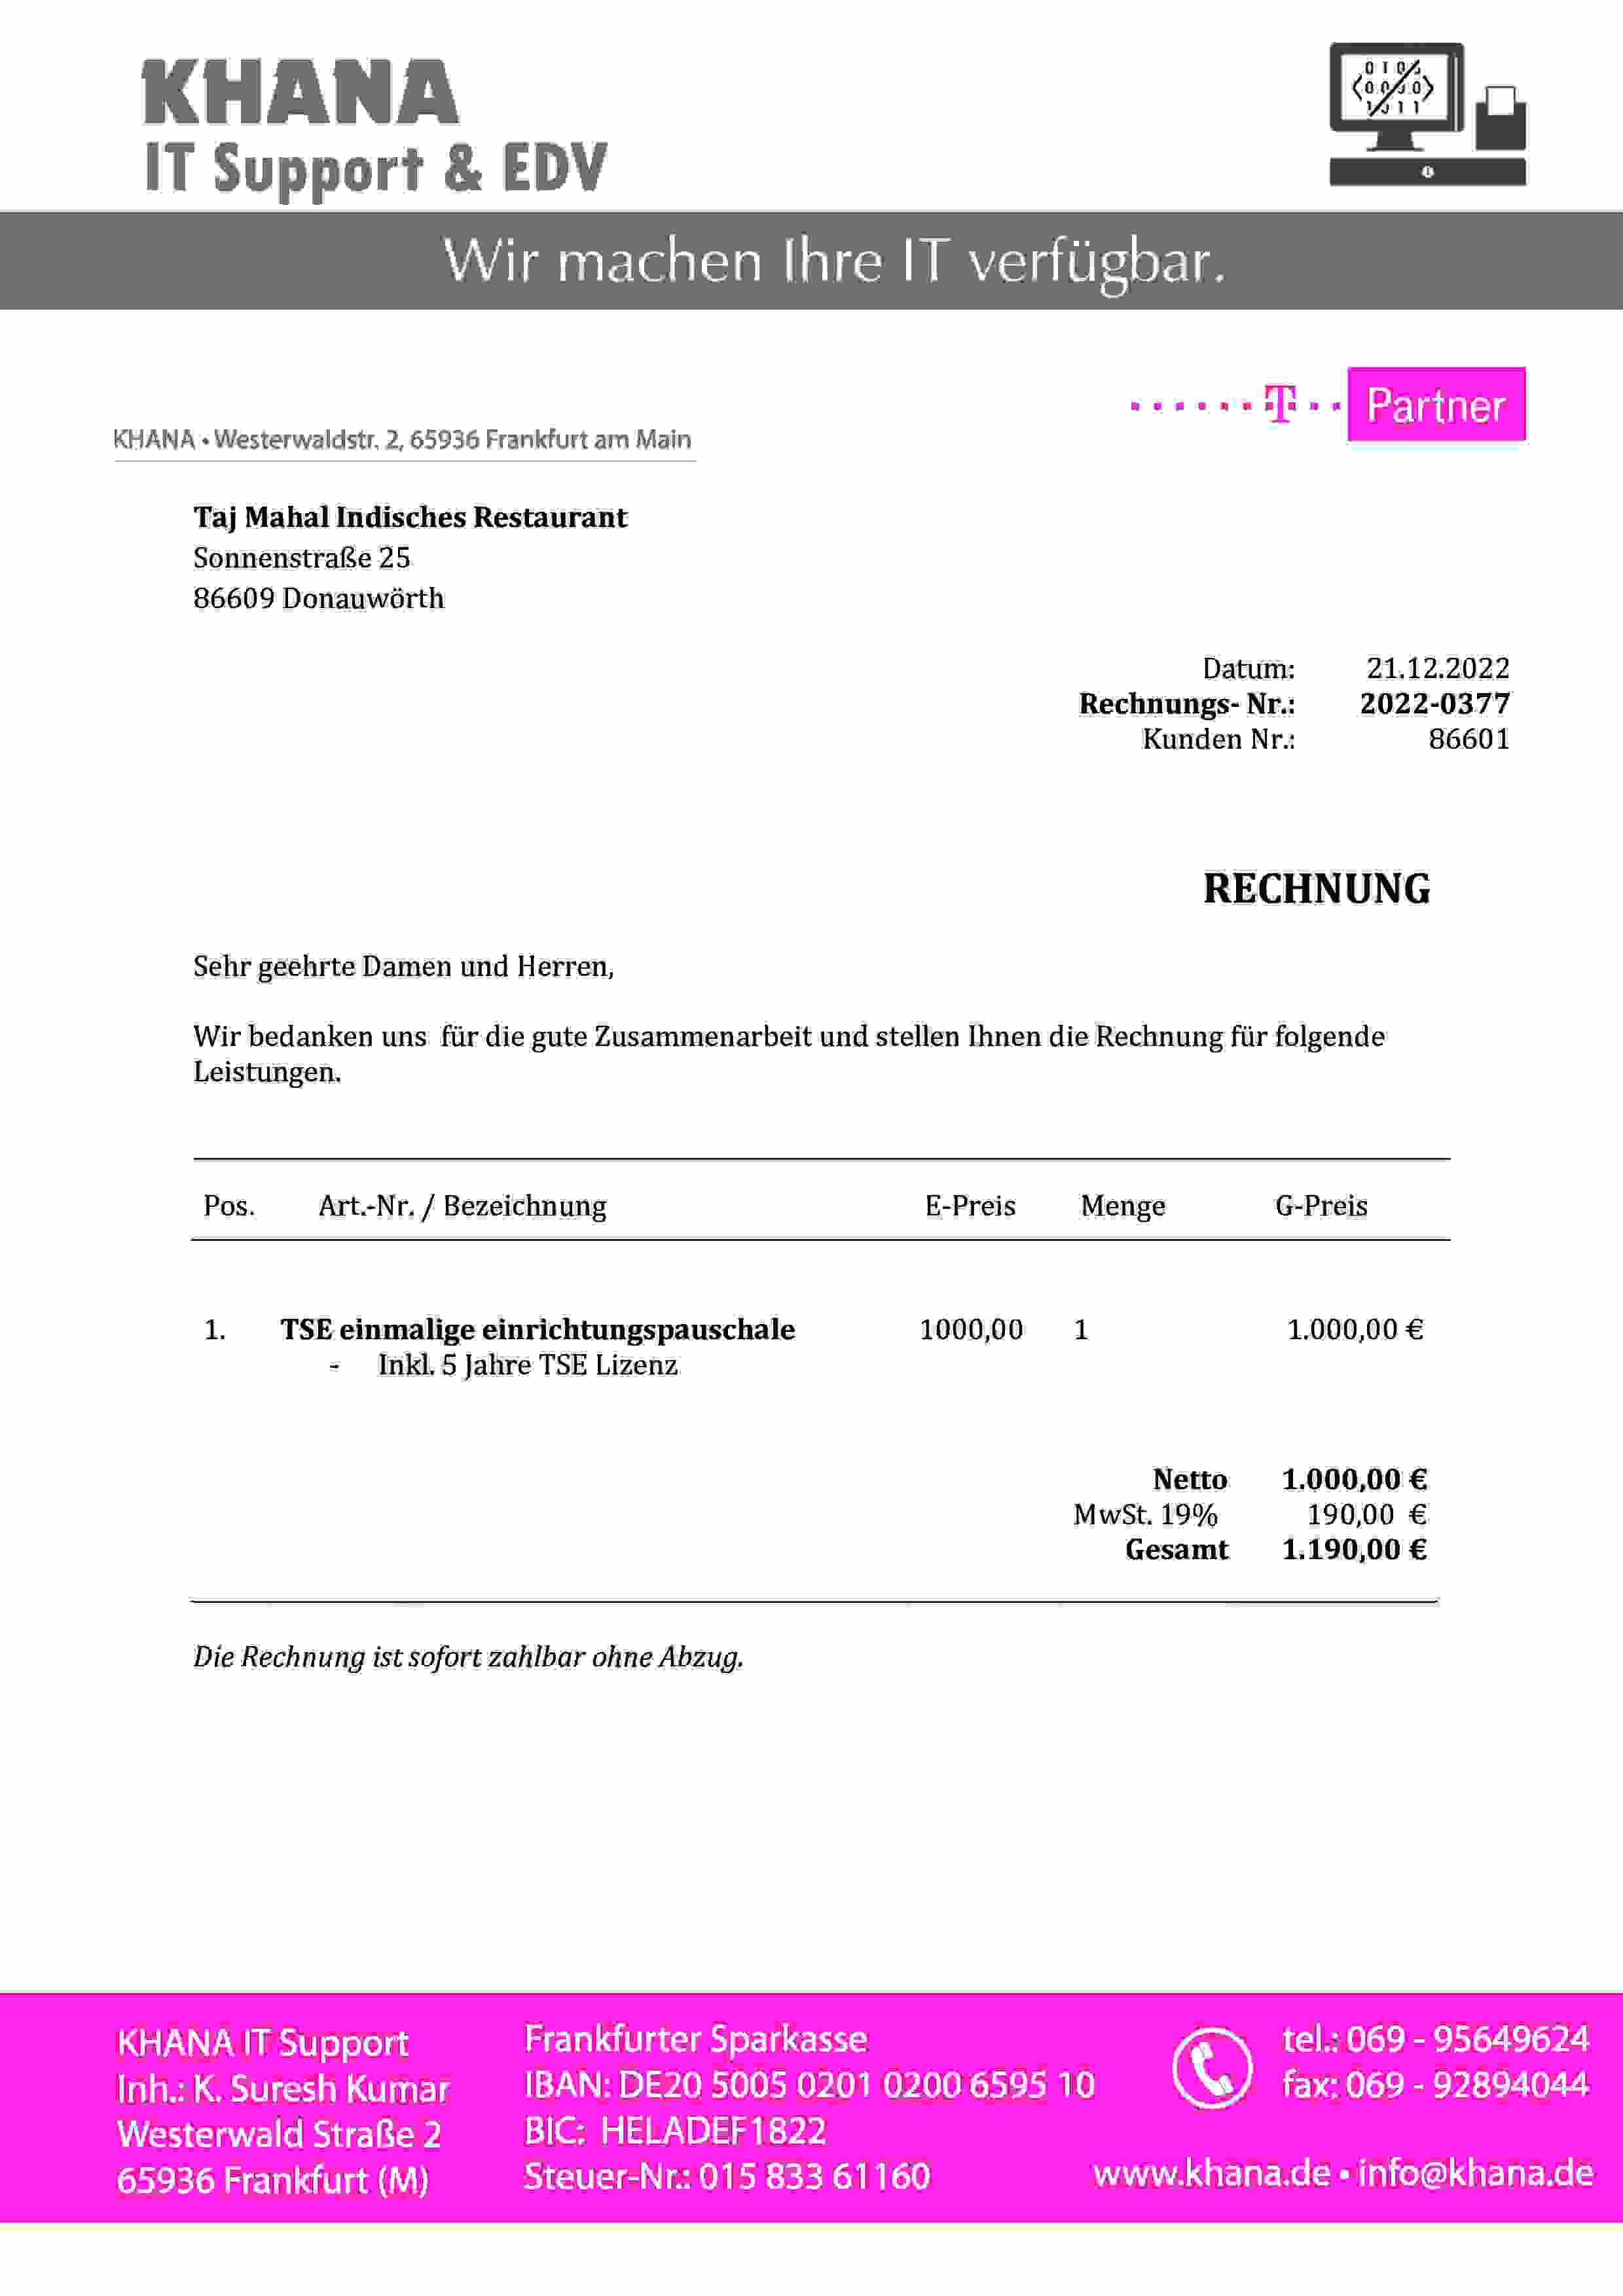 KHANA
IT Support & EDV
Wir machen Ihre IT verfügbar.
T Partner
KHANA • Westerwaldstr. 2, 65936 Frankfurt am Main
Taj Mahal Indisches Restaurant
Sonnenstraße 25
86609 Donauwörth
Datum: 21.12.2022
Rechnungs- Nr.: 2022-0377
Kunden Nr.: 86601
RECHNUNG
Sehr geehrte Damen und Herren,
Wir bedanken uns für die gute Zusammenarbeit und stellen Ihnen die Rechnung für folgende
Leistungen.
Pos. Art.-Nr. / Bezeichnung E-Preis Menge G-Preis
1. TSE einmalige einrichtungspauschale 1000,00 1 1.000,00 €
- Inkl. 5 Jahre TSE Lizenz
Netto 1.000,00 €
MwSt. 19% 190,00 €
Gesamt 1.190,00 €
Die Rechnung ist sofort zahlbar ohne Abzug.
KHANA IT Support
Inh.: K. Suresh Kumar
Westerwald Straße 2
65936 Frankfurt (M)
Frankfurter Sparkasse
IBAN: DE20 5005 0201 0200 6595 10
BIC: HELADEF1822
Steuer-Nr.: 015 833 61160
tel.: 069 - 95649624
fax: 069 - 92894044
www.khana.de • info@khana.de